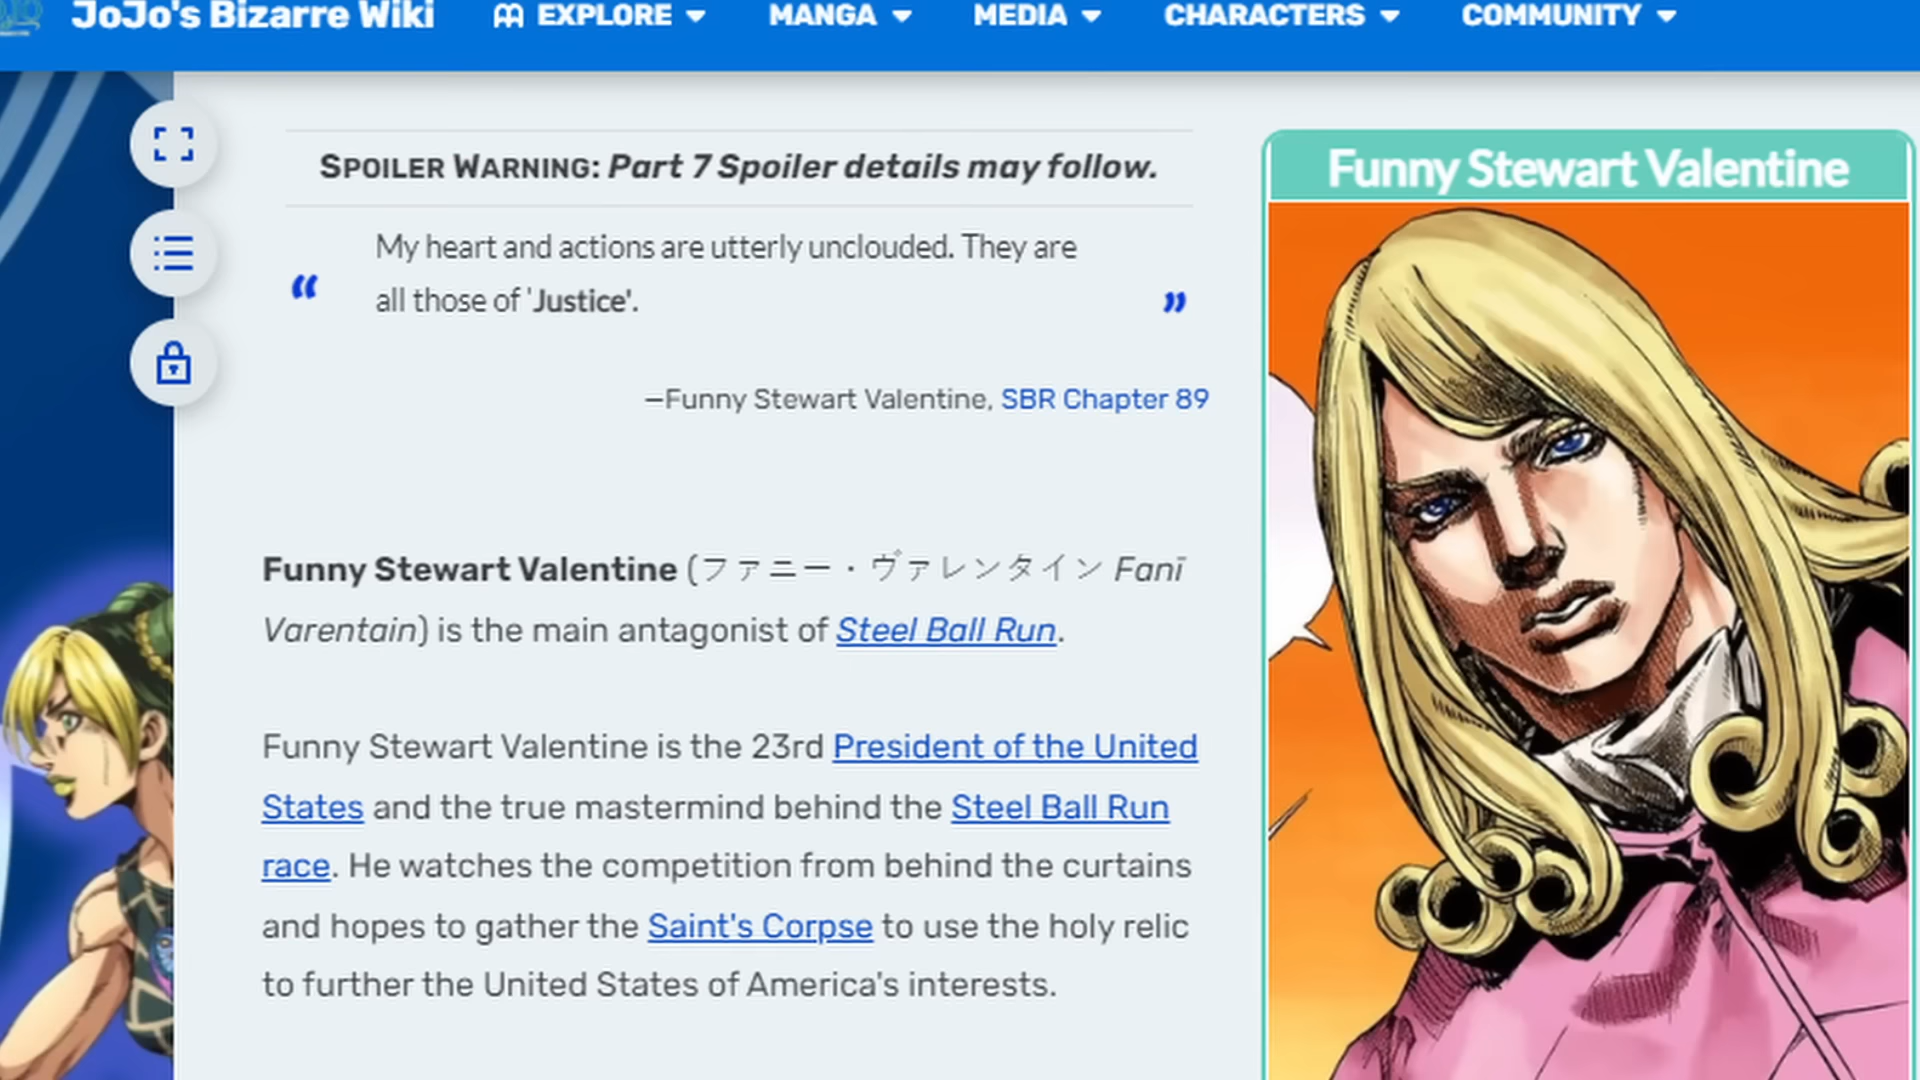 JoJo's Bizarre Wiki EXPLORE MANGA MEDIA CHARACTERS COMMUNITY
SPOILER WARNING: Part 7 Spoiler details may follow.
“ My heart and actions are utterly unclouded. They are
all those of 'Justice'. ”
—Funny Stewart Valentine, SBR Chapter 89
Funny Stewart Valentine (ファニー・ヴァレンタイン Fanī
Varentain) is the main antagonist of Steel Ball Run.
Funny Stewart Valentine is the 23rd President of the United
States and the true mastermind behind the Steel Ball Run
race. He watches the competition from behind the curtains
and hopes to gather the Saint's Corpse to use the holy relic
to further the United States of America's interests.
Funny Stewart Valentine